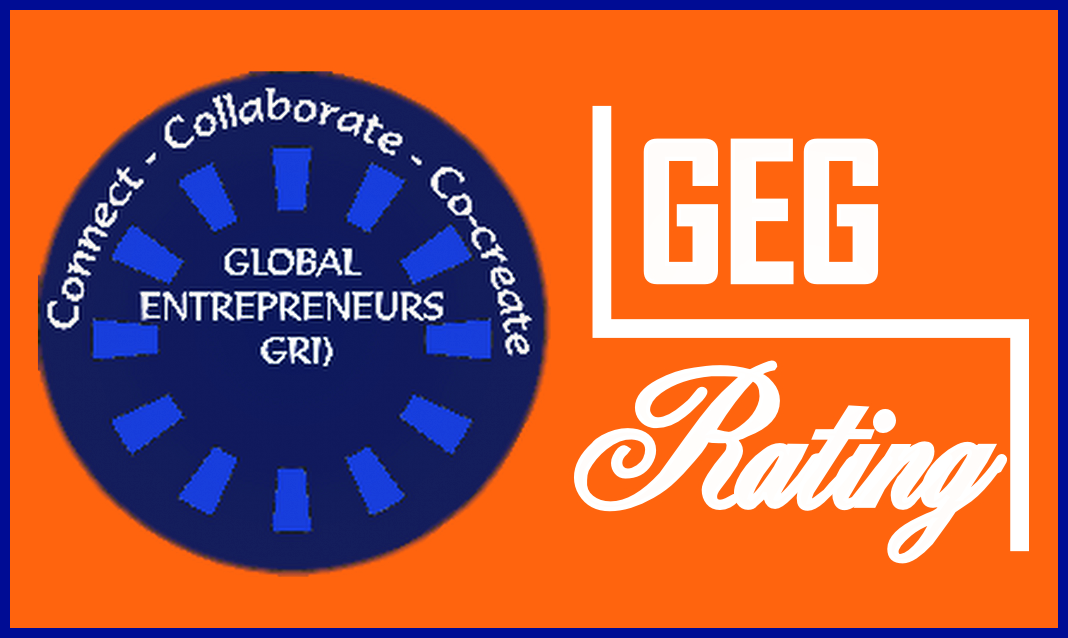 Connect - Collaborate - Co-create
GLOBAL
ENTREPRENEURS
GRI)
GEG
Rating